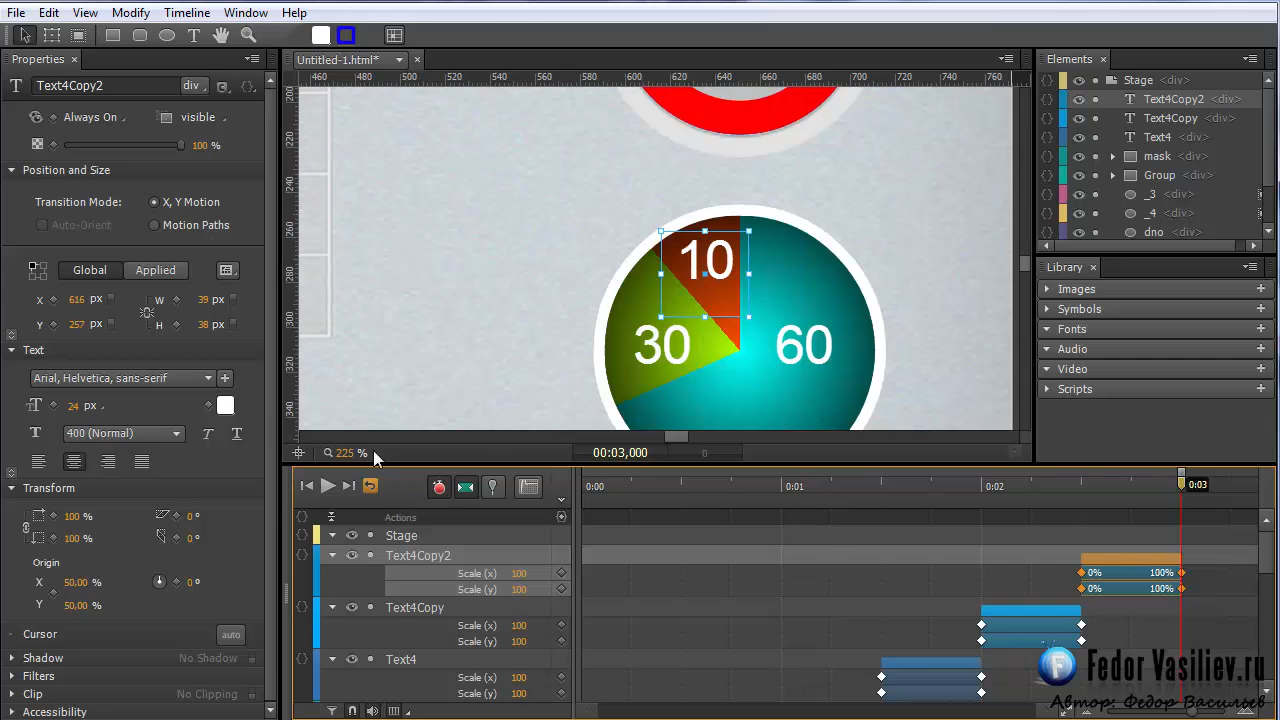 File Edit View Modify Timeline Window Help
Properties
Text4Copy2 div
Always On visible
100 %
Position and Size
Transition Mode: X, Y Motion
Auto-Orient Motion Paths
Global Applied
X 616 px W 39 px
Y 257 px H 38 px
Text
Arial, Helvetica, sans-serif
24 px
400 (Normal)
Transform
100 % 0 º
100 % 0 º
Origin
X 50,00 % 0 º
Y 50,00 %
Cursor auto
Shadow No Shadow
Filters
Clip No Clipping
Accessibility
Untitled-1.html*
460 480 500 520 540 560 580 600 620 640 660 680 700 720 740 760
200
220
240
260
280
300
320
340
10
30
60
225 % 00:03,000 0
Elements
Stage <div>
Text4Copy2 <div>
Text4Copy <div>
Text4 <div>
mask <div>
Group <div>
_3 <div>
_4 <div>
dno <div>
Library
Images
Symbols
Fonts
Audio
Video
Scripts
0:00 0:01 0:02 0:03
Actions
Stage
Text4Copy2
Scale (x) 100 0% 100%
Scale (y) 100 0% 100%
Text4Copy
Scale (x) 100
Scale (y) 100
Text4
Scale (x) 100
Scale (y) 100
Fedor Vasiliev.ru
Автор: Федор Васильев